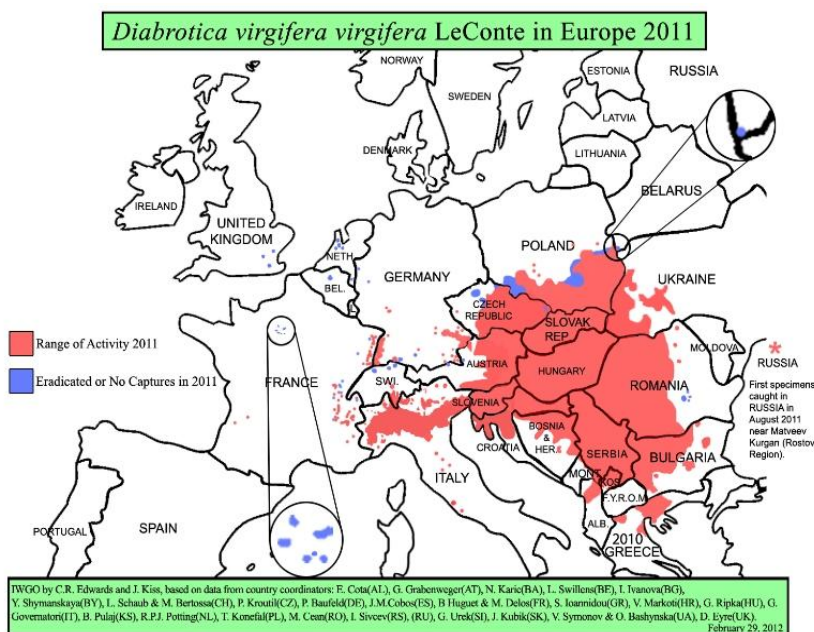 Diabrotica virgifera virgifera LeConte in Europe 2011
NORWAY
SWEDEN
ESTONIA
RUSSIA
LATVIA
DENMARK
LITHUANIA
IRELAND
UNITED
KINGDOM
BELARUS
NETH.
POLAND
GERMANY
BEL.
UKRAINE
CZECH
REPUBLIC
SLOVAK
REP.
Range of Activity 2011
Eradicated or No Captures in 2011
FRANCE
SWI.
AUSTRIA
HUNGARY
MOLDOVA
ROMANIA
SLOVENIA
CROATIA
BOSNIA
& HER.
SERBIA
BULGARIA
MONT.
KOS.
F.Y.R.O.M
ITALY
ALB.
2010
GREECE
PORTUGAL
SPAIN
*
RUSSIA
First specimens
caught in
RUSSIA in
August 2011
near Matveev
Kurgan (Rostov
Region).
IWGO by C.R. Edwards and J. Kiss, based on data from country coordinators: E. Cota(AL), G. Grabenweger(AT), N. Karic(BA), L. Swillens(BE), I. Ivanova(BG),
Y. Shymanskaya(BY), L. Schaub & M. Bertossa(CH), P. Kroutil(CZ), P. Baufeld(DE), J.M.Cobos(ES), B Huguet & M. Delos(FR), S. Ioannidou(GR), V. Markoti(HR), G. Ripka(HU), G.
Governatori(IT), B. Pulaj(KS), R.P.J. Potting(NL), T. Konefal(PL), M. Cean(RO), I. Sivcev(RS), (RU), G. Urek(SI), J. Kubik(SK), V. Symonov & O. Bashynska(UA), D. Eyre(UK).
February 29, 2012